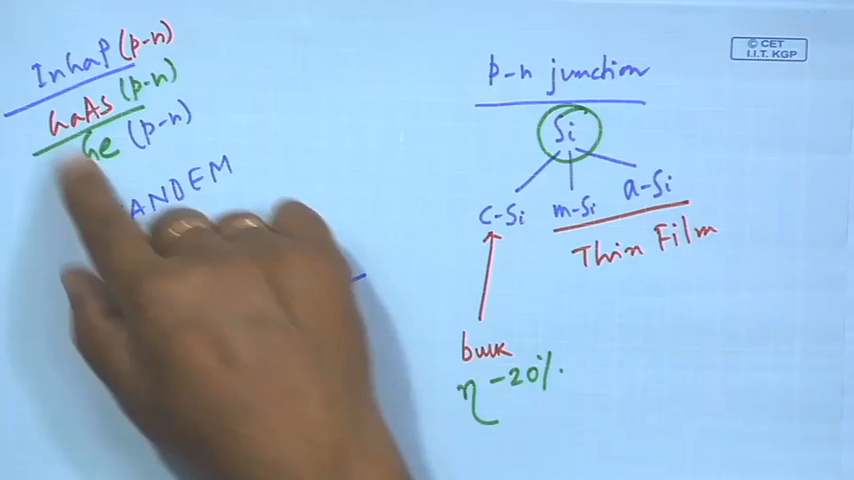 InGaP (p-n)
GaAs (p-n)
Ge (p-n)
ANDEM
© CET
I.I.T. KGP
p-n junction
Si
c-Si m-Si a-Si
Thin Film
bulk
η -20%.